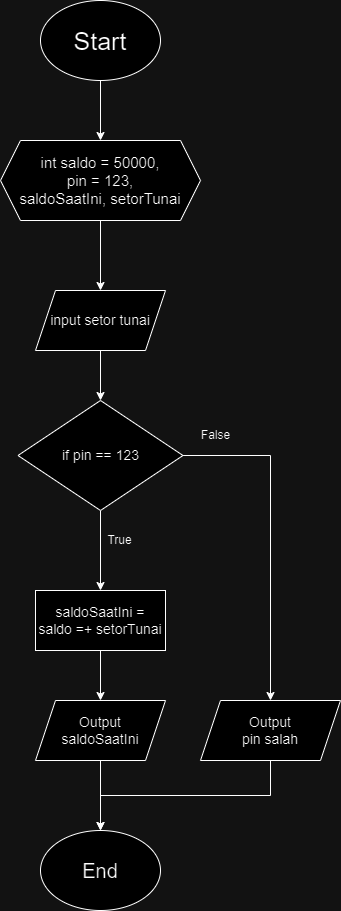 Start
int saldo = 50000,
pin = 123,
saldoSaatIni, setorTunai
input setor tunai
if pin == 123
False
True
saldoSaatIni =
saldo =+ setorTunai
Output
saldoSaatIni
Output
pin salah
End